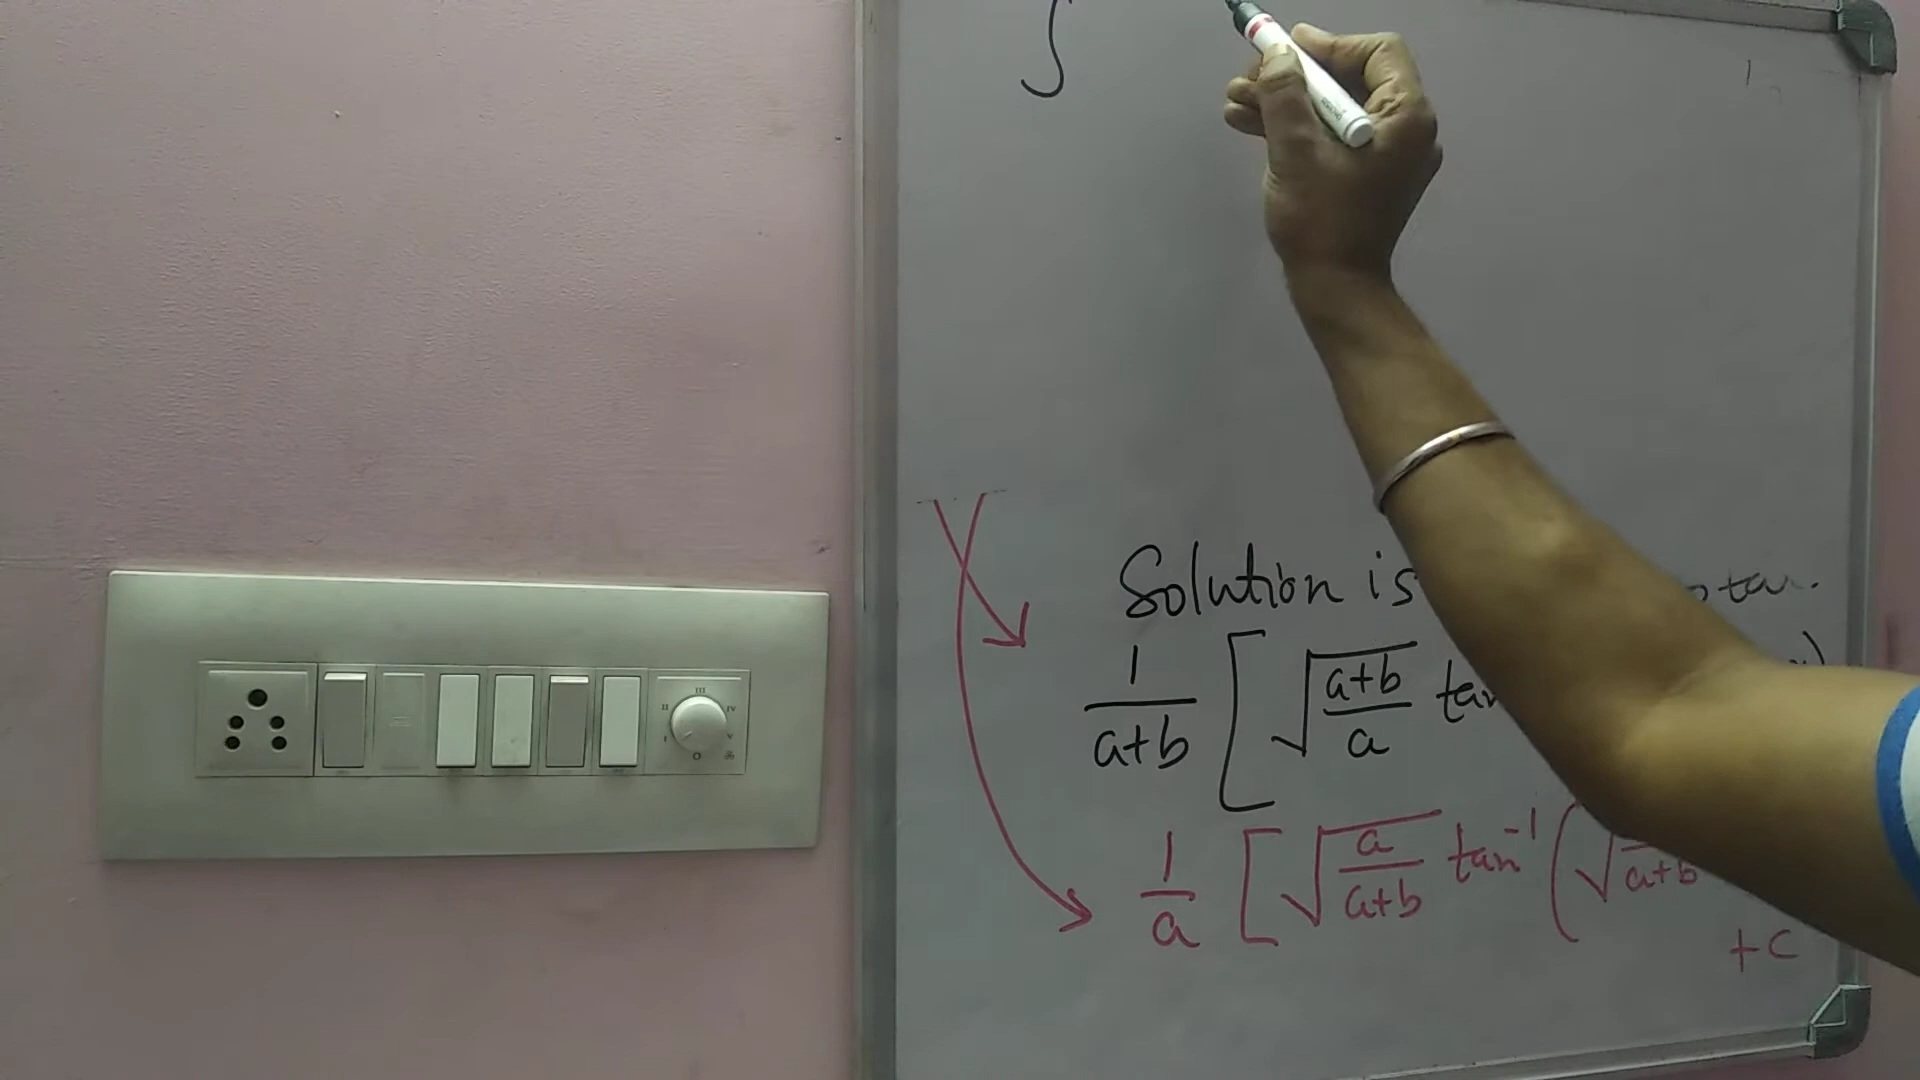 ∫
Solution is
1/(a+b) [ √((a+b)/a) tan
1/a [ √(a/(a+b)) tan⁻¹ ( √ a+b
+c